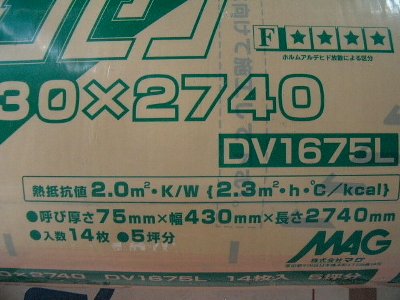 F★★★★
ホルムアルデヒド放散による区分
30×2740
DV1675L
熱抵抗値 2.0m²・K/W {2.3m²・h・℃/kcal}
●呼び厚さ75mm×幅430mm×長さ2740mm
●入数14枚 ●5坪分
MAG
株式会社マグ
0×2740 DV1675L 14枚入